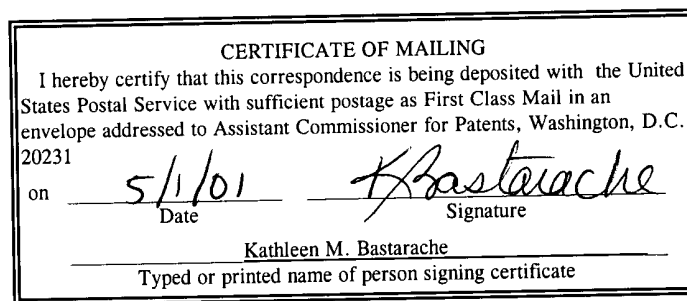 CERTIFICATE OF MAILING
I hereby certify that this correspondence is being deposited with the United
States Postal Service with sufficient postage as First Class Mail in an
envelope addressed to Assistant Commissioner for Patents, Washington, D.C.
20231
on 5/1/01 KBastarache
Date Signature
Kathleen M. Bastarache
Typed or printed name of person signing certificate